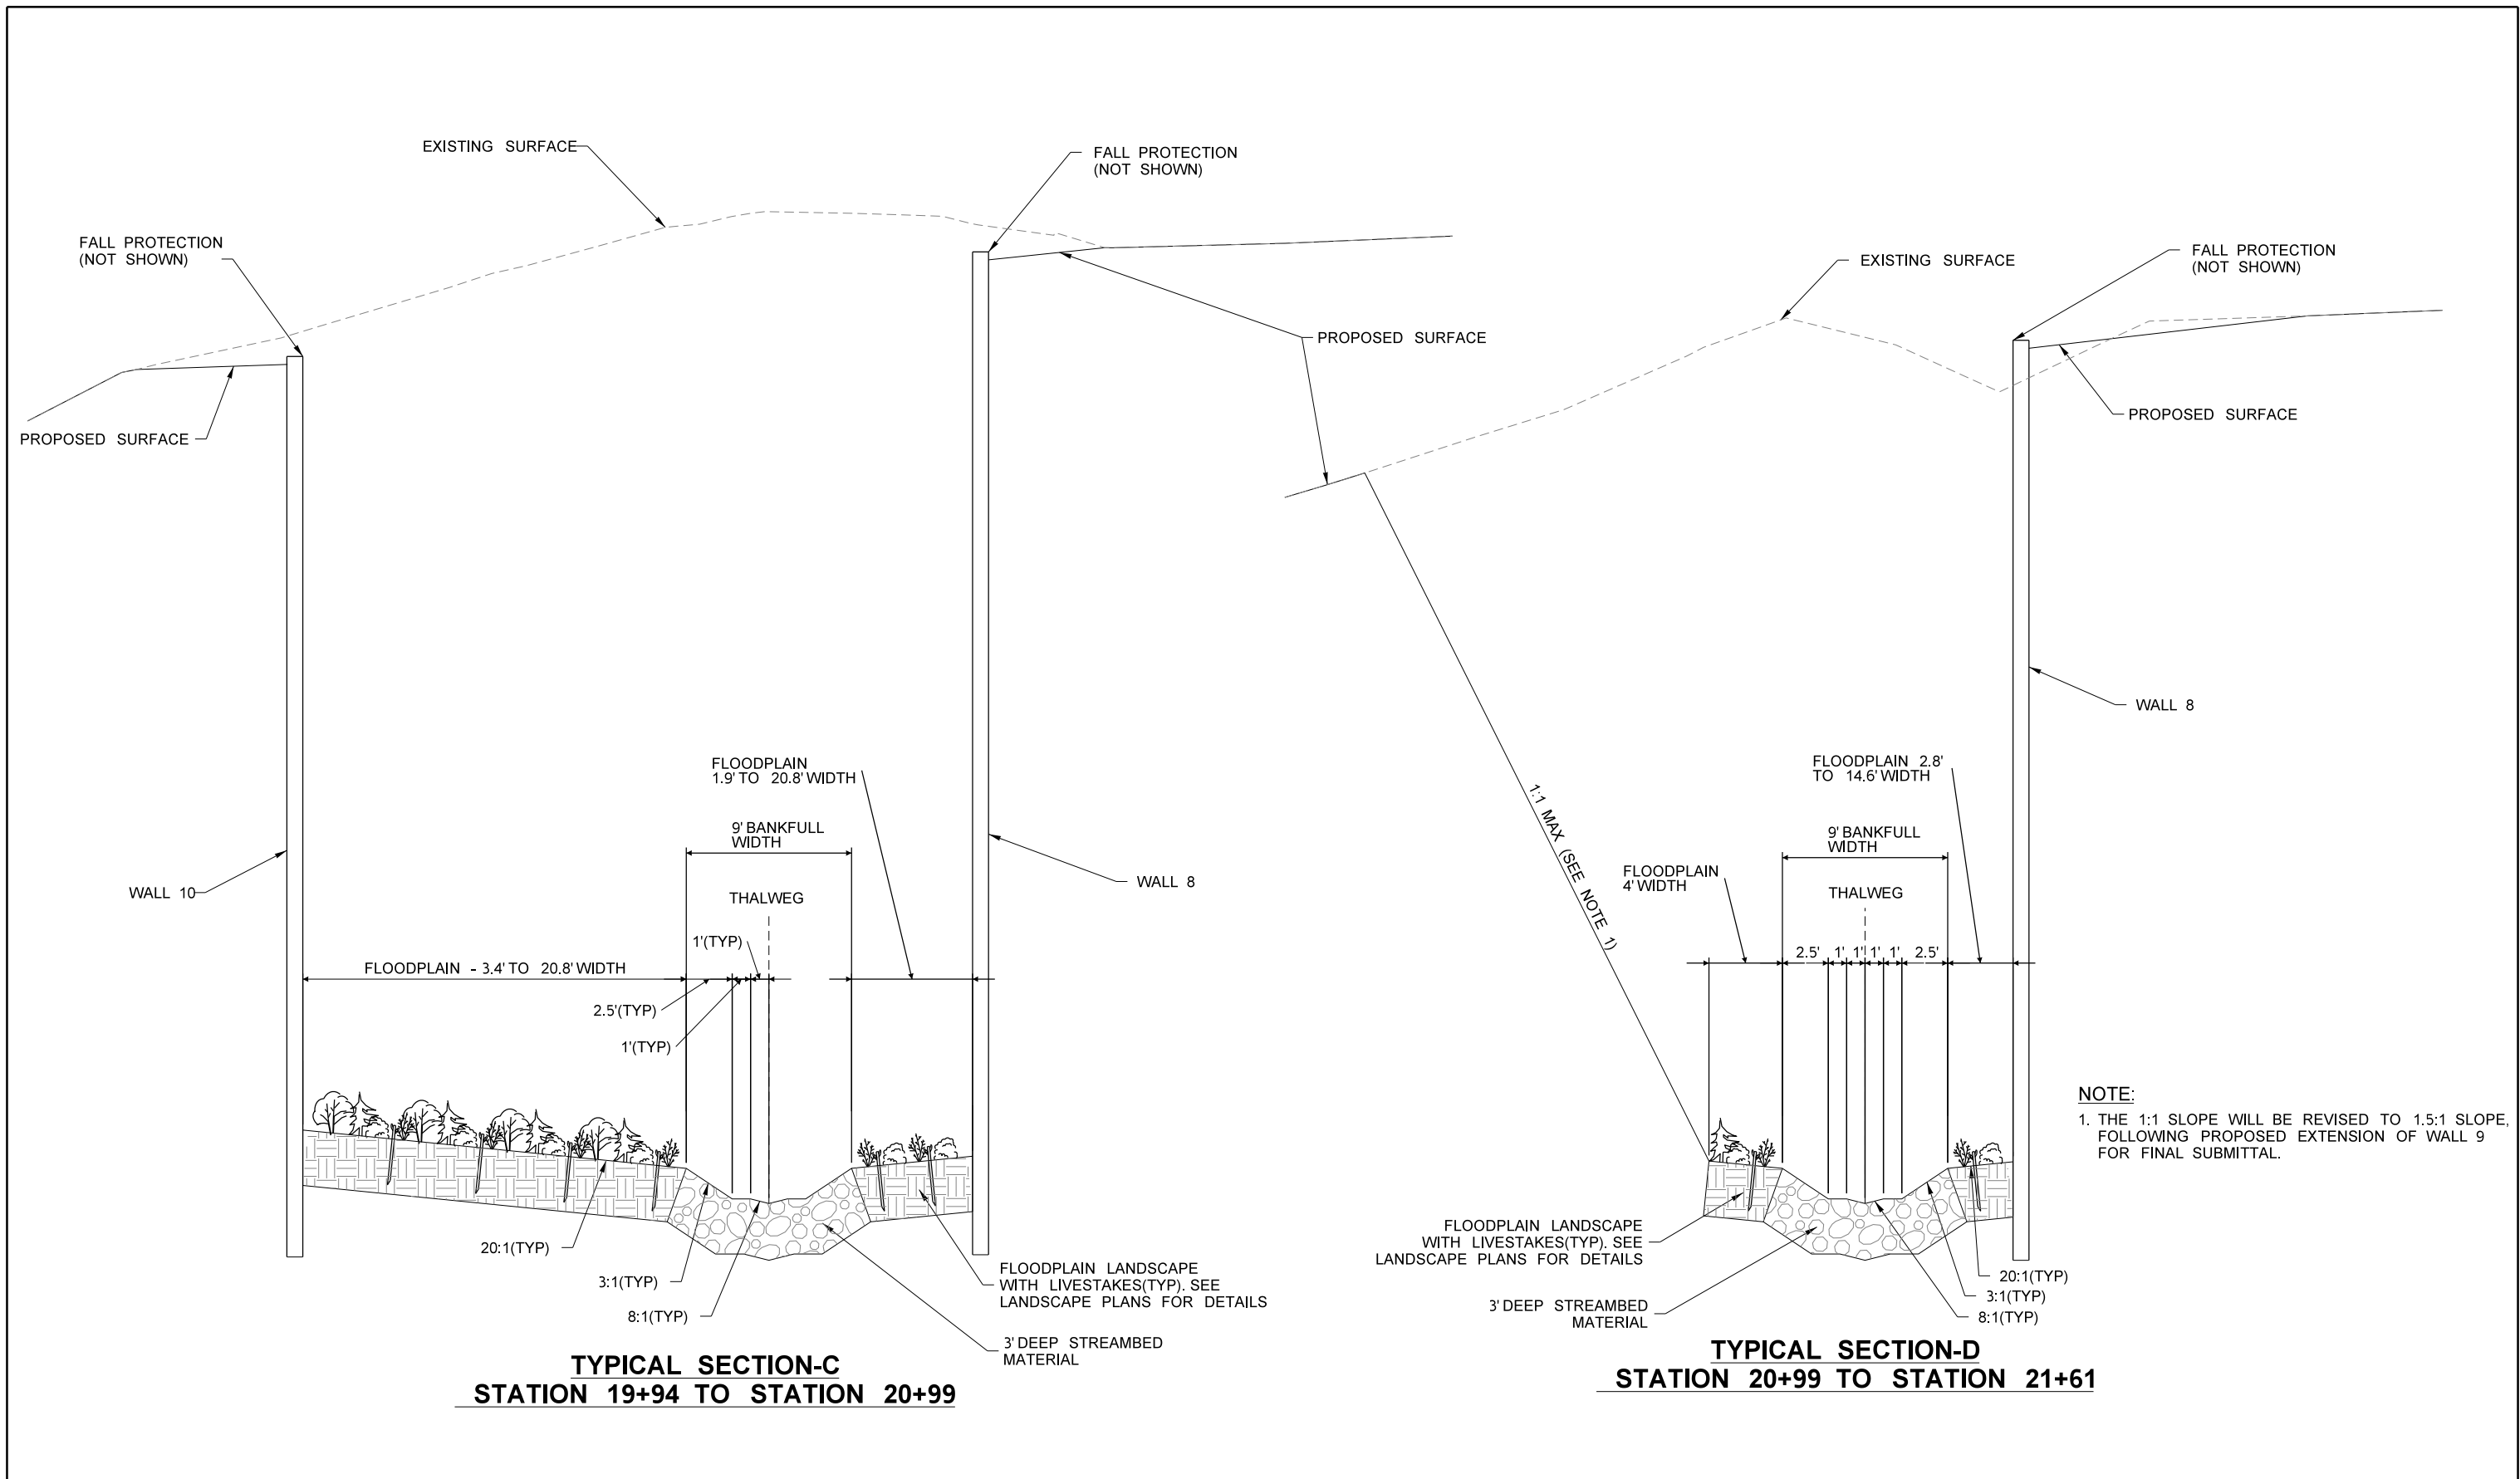 EXISTING SURFACE
FALL PROTECTION
(NOT SHOWN)
FALL PROTECTION
(NOT SHOWN)
PROPOSED SURFACE
PROPOSED SURFACE
WALL 10
WALL 8
FLOODPLAIN
1.9' TO 20.8' WIDTH
9' BANKFULL
WIDTH
THALWEG
1'(TYP)
FLOODPLAIN - 3.4' TO 20.8' WIDTH
2.5'(TYP)
1'(TYP)
20:1(TYP)
3:1(TYP)
8:1(TYP)
FLOODPLAIN LANDSCAPE
WITH LIVESTAKES(TYP). SEE
LANDSCAPE PLANS FOR DETAILS
3' DEEP STREAMBED
MATERIAL
TYPICAL SECTION-C
STATION 19+94 TO STATION 20+99
EXISTING SURFACE
FALL PROTECTION
(NOT SHOWN)
PROPOSED SURFACE
WALL 8
1:1 MAX (SEE NOTE 1)
FLOODPLAIN 2.8'
TO 14.6' WIDTH
9' BANKFULL
WIDTH
FLOODPLAIN
4' WIDTH
THALWEG
2.5' 1' 1' 1' 1' 2.5'
FLOODPLAIN LANDSCAPE
WITH LIVESTAKES(TYP). SEE
LANDSCAPE PLANS FOR DETAILS
3' DEEP STREAMBED
MATERIAL
20:1(TYP)
3:1(TYP)
8:1(TYP)
TYPICAL SECTION-D
STATION 20+99 TO STATION 21+61
NOTE:
1. THE 1:1 SLOPE WILL BE REVISED TO 1.5:1 SLOPE,
FOLLOWING PROPOSED EXTENSION OF WALL 9
FOR FINAL SUBMITTAL.